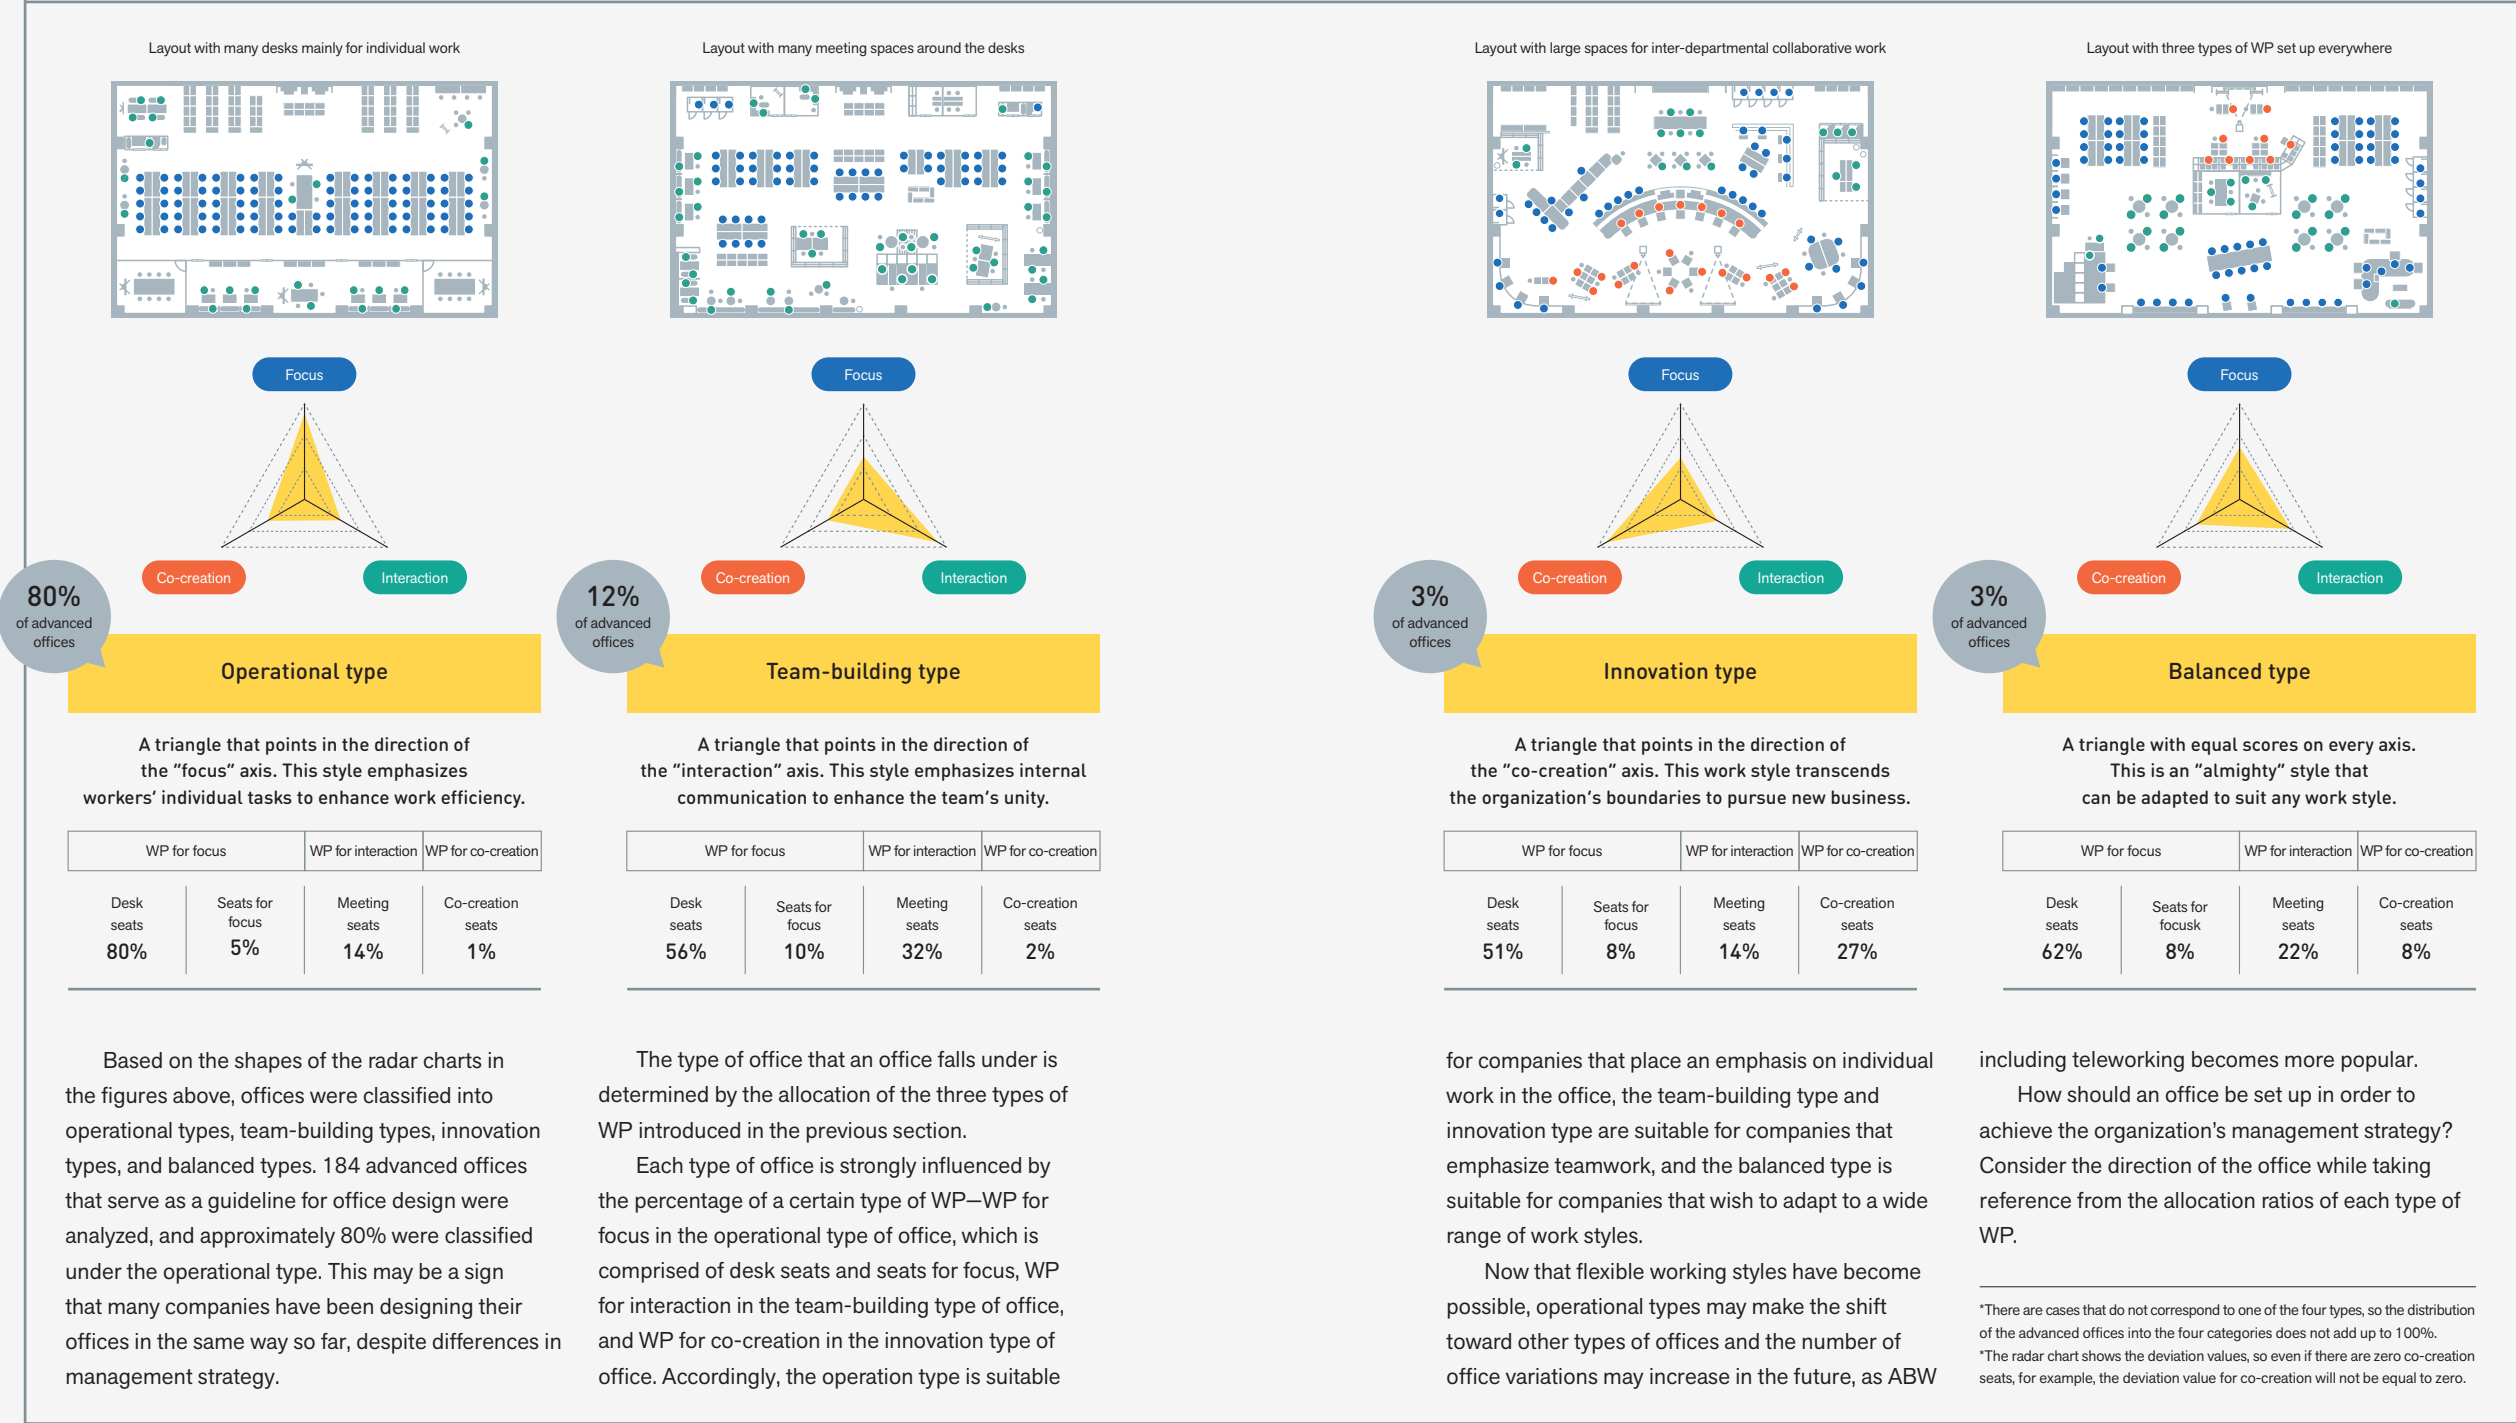 Layout with many desks mainly for individual work
Focus
Co-creation
Interaction
80%
of advanced
offices
Operational type
A triangle that points in the direction of
the "focus" axis. This style emphasizes
workers' individual tasks to enhance work efficiency.
WP for focus
WP for interaction
WP for co-creation
Desk
seats
80%
Seats for
focus
5%
Meeting
seats
14%
Co-creation
seats
1%
Layout with many meeting spaces around the desks
Focus
Co-creation
Interaction
12%
of advanced
offices
Team-building type
A triangle that points in the direction of
the "interaction" axis. This style emphasizes internal
communication to enhance the team's unity.
WP for focus
WP for interaction
WP for co-creation
Desk
seats
56%
Seats for
focus
10%
Meeting
seats
32%
Co-creation
seats
2%
Layout with large spaces for inter-departmental collaborative work
Focus
Co-creation
Interaction
3%
of advanced
offices
Innovation type
A triangle that points in the direction of
the "co-creation" axis. This work style transcends
the organization's boundaries to pursue new business.
WP for focus
WP for interaction
WP for co-creation
Desk
seats
51%
Seats for
focus
8%
Meeting
seats
14%
Co-creation
seats
27%
Layout with three types of WP set up everywhere
Focus
Co-creation
Interaction
3%
of advanced
offices
Balanced type
A triangle with equal scores on every axis.
This is an "almighty" style that
can be adapted to suit any work style.
WP for focus
WP for interaction
WP for co-creation
Desk
seats
62%
Seats for
focusk
8%
Meeting
seats
22%
Co-creation
seats
8%
Based on the shapes of the radar charts in
the figures above, offices were classified into
operational types, team-building types, innovation
types, and balanced types. 184 advanced offices
that serve as a guideline for office design were
analyzed, and approximately 80% were classified
under the operational type. This may be a sign
that many companies have been designing their
offices in the same way so far, despite differences in
management strategy.
The type of office that an office falls under is
determined by the allocation of the three types of
WP introduced in the previous section.
Each type of office is strongly influenced by
the percentage of a certain type of WP—WP for
focus in the operational type of office, which is
comprised of desk seats and seats for focus, WP
for interaction in the team-building type of office,
and WP for co-creation in the innovation type of
office. Accordingly, the operation type is suitable
for companies that place an emphasis on individual
work in the office, the team-building type and
innovation type are suitable for companies that
emphasize teamwork, and the balanced type is
suitable for companies that wish to adapt to a wide
range of work styles.
Now that flexible working styles have become
possible, operational types may make the shift
toward other types of offices and the number of
office variations may increase in the future, as ABW
including teleworking becomes more popular.
How should an office be set up in order to
achieve the organization's management strategy?
Consider the direction of the office while taking
reference from the allocation ratios of each type of
WP.
*There are cases that do not correspond to one of the four types, so the distribution
of the advanced offices into the four categories does not add up to 100%.
*The radar chart shows the deviation values, so even if there are zero co-creation
seats, for example, the deviation value for co-creation will not be equal to zero.